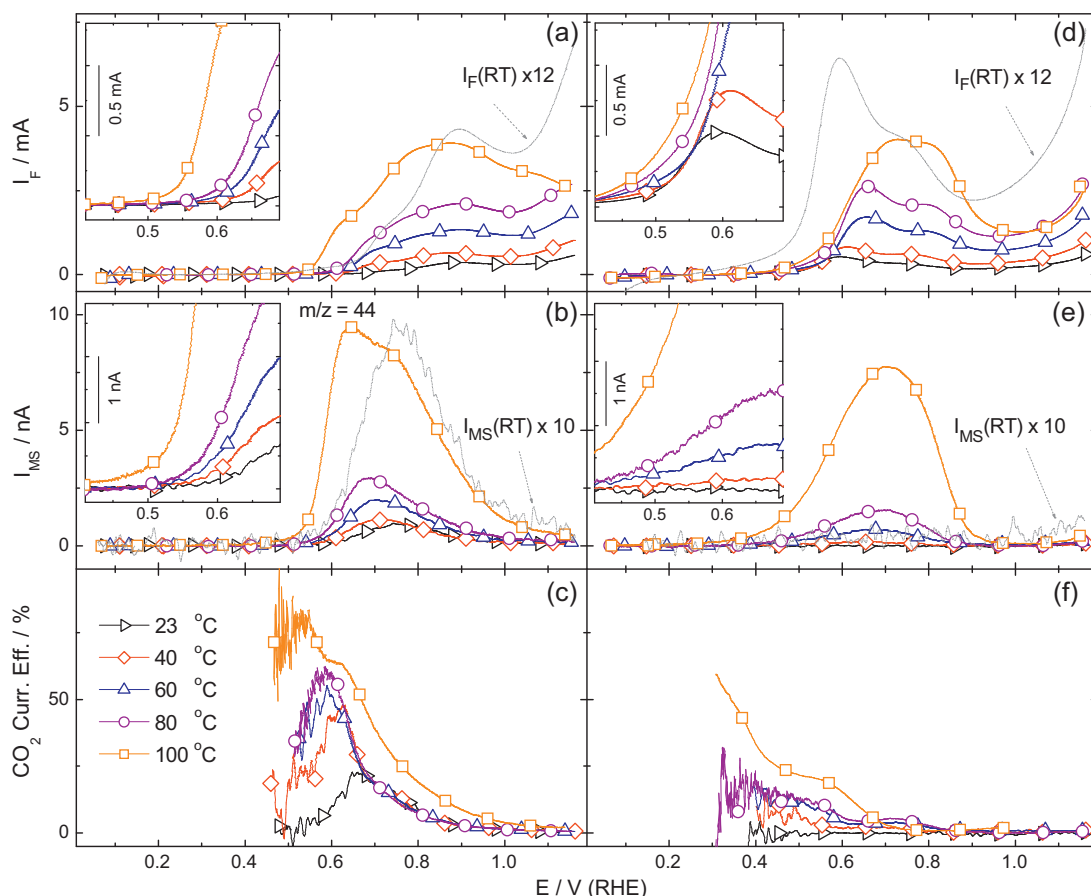 (a)
I_F(RT) x12
0.5 mA
0.5
0.6
5
0
I_F / mA
(d)
I_F(RT) x 12
0.5 mA
0.5
0.6
(b)
m/z = 44
I_MS(RT) x 10
1 nA
0.5
0.6
10
5
0
I_MS / nA
(e)
I_MS(RT) x 10
1 nA
0.5
0.6
(c)
23 °C
40 °C
60 °C
80 °C
100 °C
50
0
CO₂ Curr. Eff. / %
(f)
0.2 0.4 0.6 0.8 1.0 0.2 0.4 0.6 0.8 1.0
E / V (RHE)